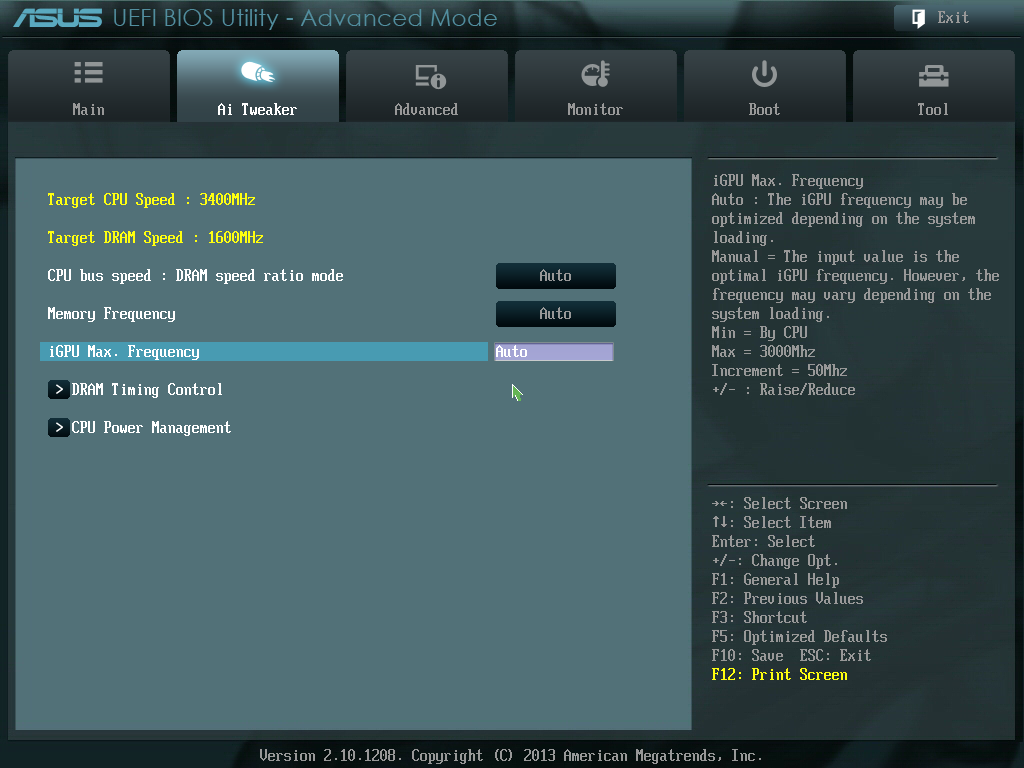 ASUS UEFI BIOS Utility - Advanced Mode
Exit
Main
Ai Tweaker
Advanced
Monitor
Boot
Tool
Target CPU Speed : 3400MHz
Target DRAM Speed : 1600MHz
CPU bus speed : DRAM speed ratio mode Auto
Memory Frequency Auto
iGPU Max. Frequency Auto
> DRAM Timing Control
> CPU Power Management
iGPU Max. Frequency
Auto : The iGPU frequency may be
optimized depending on the system
loading.
Manual = The input value is the
optimal iGPU frequency. However, the
frequency may vary depending on the
system loading.
Min = By CPU
Max = 3000Mhz
Increment = 50Mhz
+/- : Raise/Reduce
→←: Select Screen
↑↓: Select Item
Enter: Select
+/-: Change Opt.
F1: General Help
F2: Previous Values
F3: Shortcut
F5: Optimized Defaults
F10: Save  ESC: Exit
F12: Print Screen
Version 2.10.1208. Copyright (C) 2013 American Megatrends, Inc.